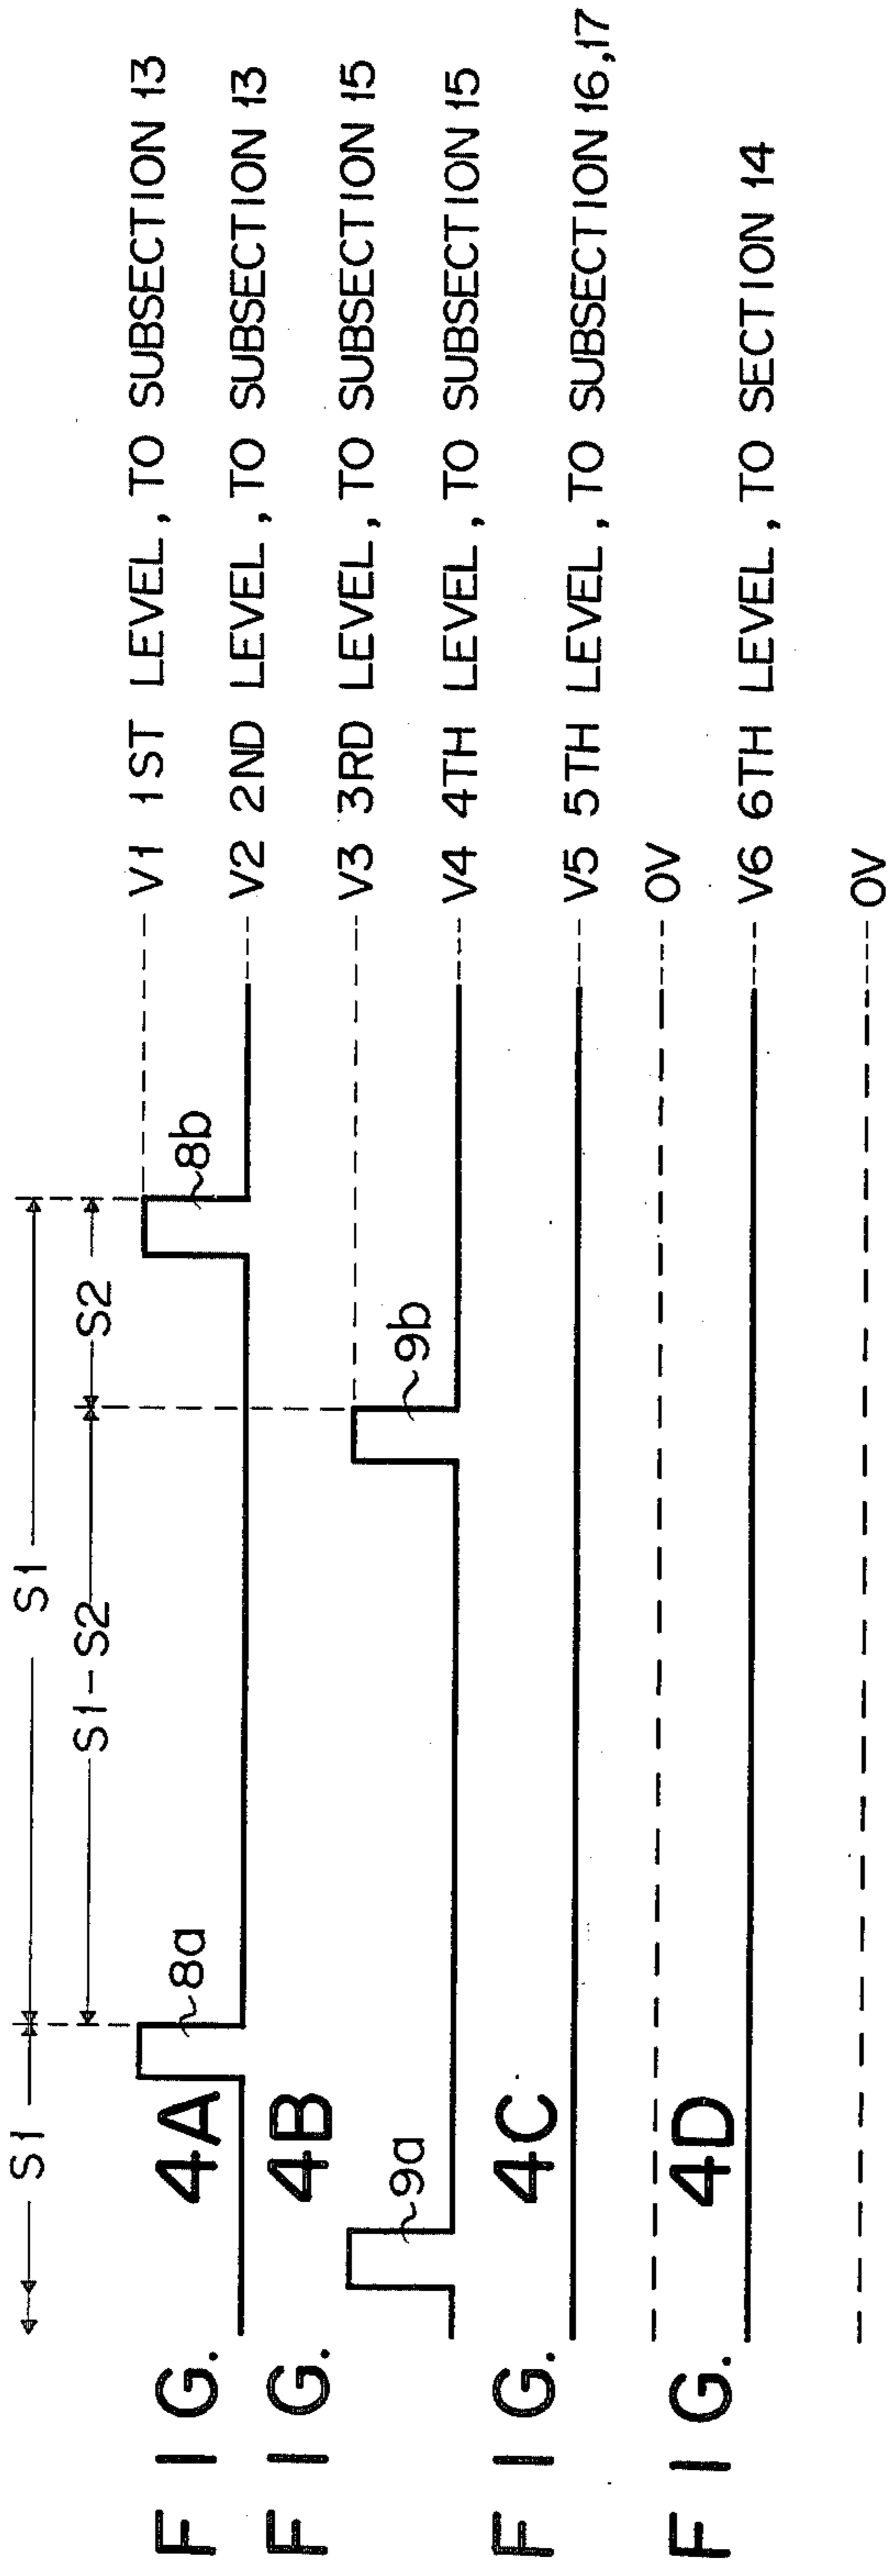 S1 S1
S1-S2 S2
8a 8b
V1 1ST LEVEL, TO SUBSECTION 13
FIG. 4A
V2 2ND LEVEL, TO SUBSECTION 13
FIG. 4B
V3 3RD LEVEL, TO SUBSECTION 15
9a 9b
V4 4TH LEVEL, TO SUBSECTION 15
FIG. 4C
V5 5TH LEVEL, TO SUBSECTION 16,17
0V
FIG. 4D
V6 6TH LEVEL, TO SECTION 14
0V